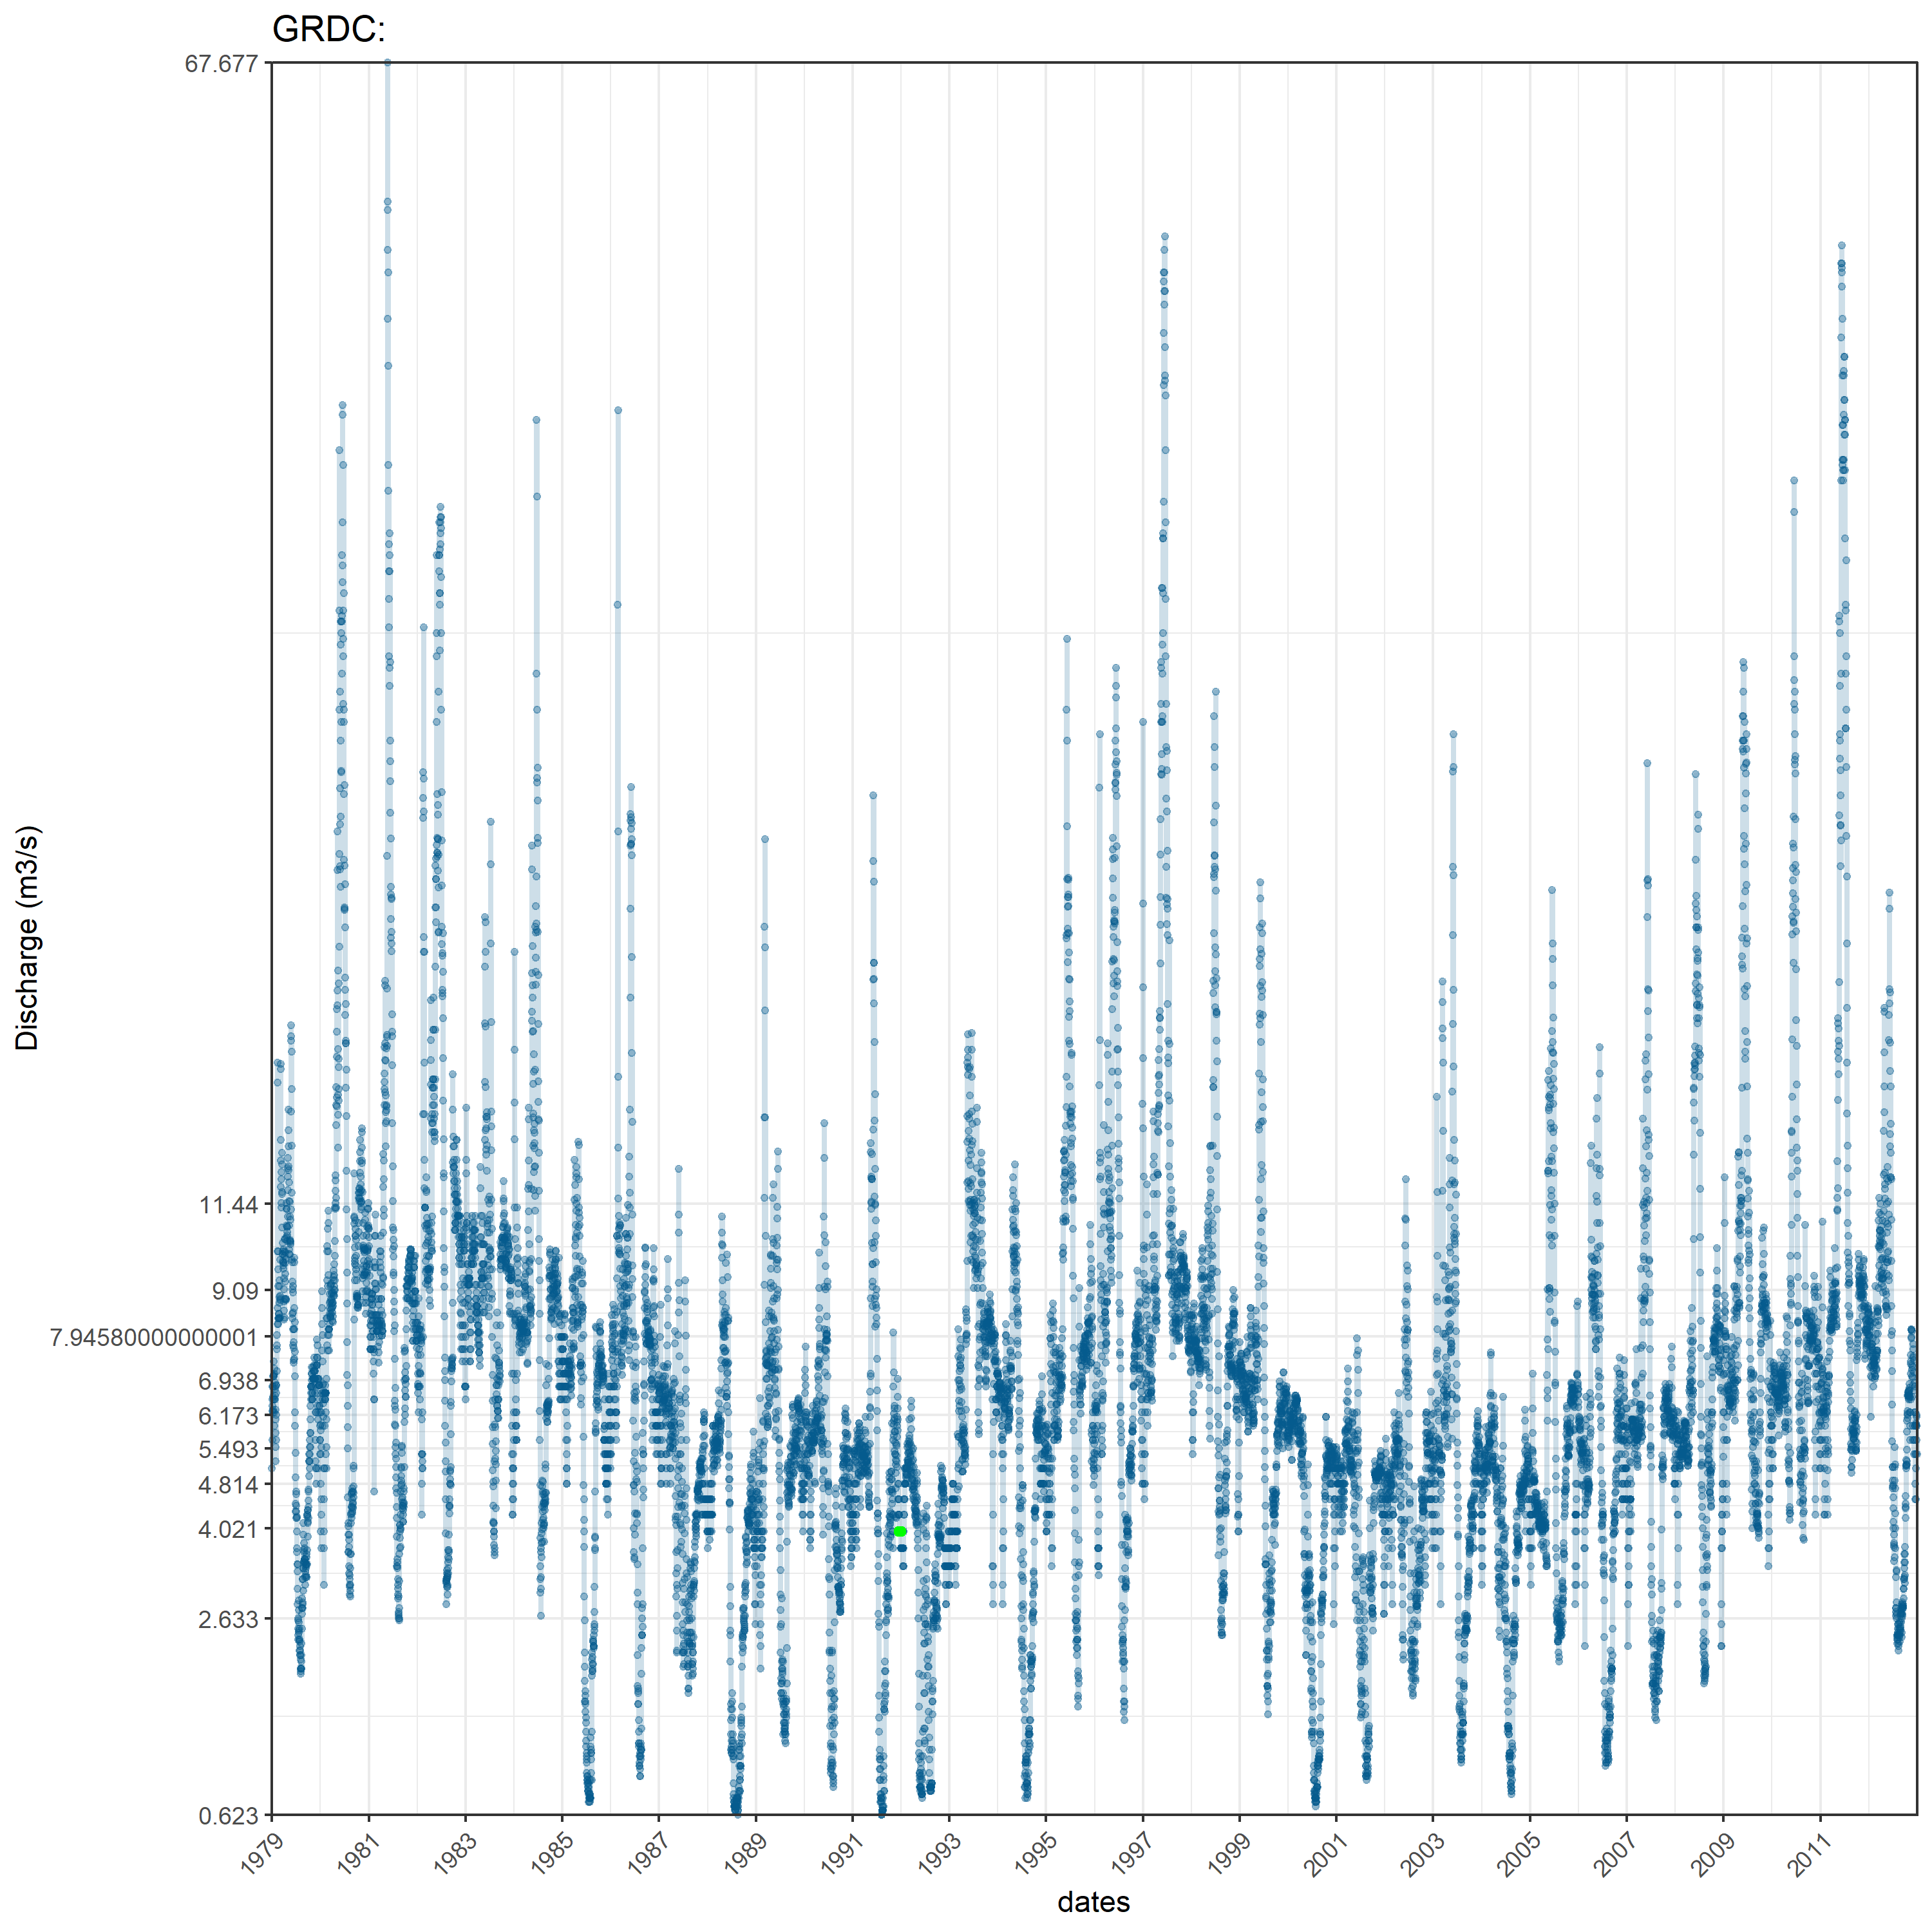 GRDC:
67.677
11.44
9.09
7.94580000000001
6.938
6.173
5.493
4.814
4.021
2.633
0.623
Discharge (m3/s)
1979 1981 1983 1985 1987 1989 1991 1993 1995 1997 1999 2001 2003 2005 2007 2009 2011
dates